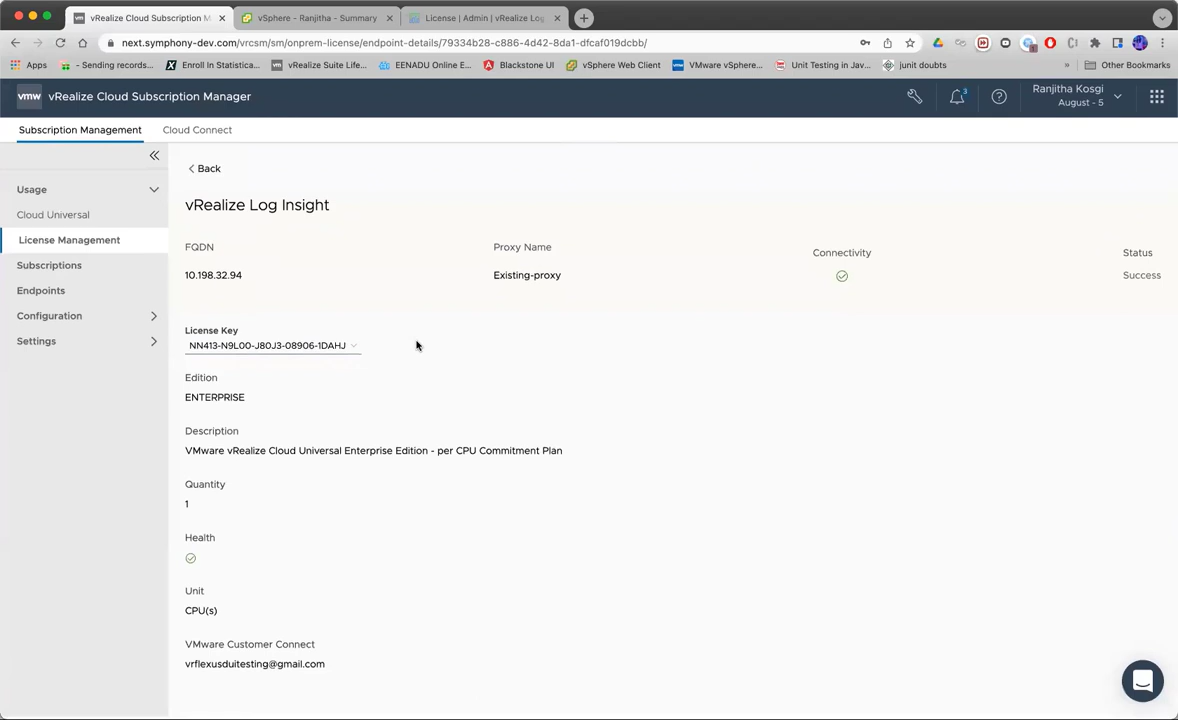 vRealize Cloud Subscription M
vSphere - Ranjitha - Summary
License | Admin | vRealize Log
next.symphony-dev.com/vrcsm/sm/onprem-license/endpoint-details/79334b28-c886-4d42-8da1-dfcaf019dcbb/
Apps
- Sending records...
Enroll In Statistica...
vRealize Suite Life...
EENADU Online E...
Blackstone UI
vSphere Web Client
VMware vSphere...
Unit Testing in Jav...
junit doubts
»
Other Bookmarks
vmw
vRealize Cloud Subscription Manager
3
Ranjitha Kosgi
August - 5
Subscription Management
Cloud Connect
Usage
Cloud Universal
License Management
Subscriptions
Endpoints
Configuration
Settings
Back
vRealize Log Insight
FQDN
Proxy Name
Connectivity
Status
10.198.32.94
Existing-proxy
Success
License Key
NN413-N9L00-J80J3-08906-1DAHJ
Edition
ENTERPRISE
Description
VMware vRealize Cloud Universal Enterprise Edition - per CPU Commitment Plan
Quantity
1
Health
Unit
CPU(s)
VMware Customer Connect
vrflexusduitesting@gmail.com